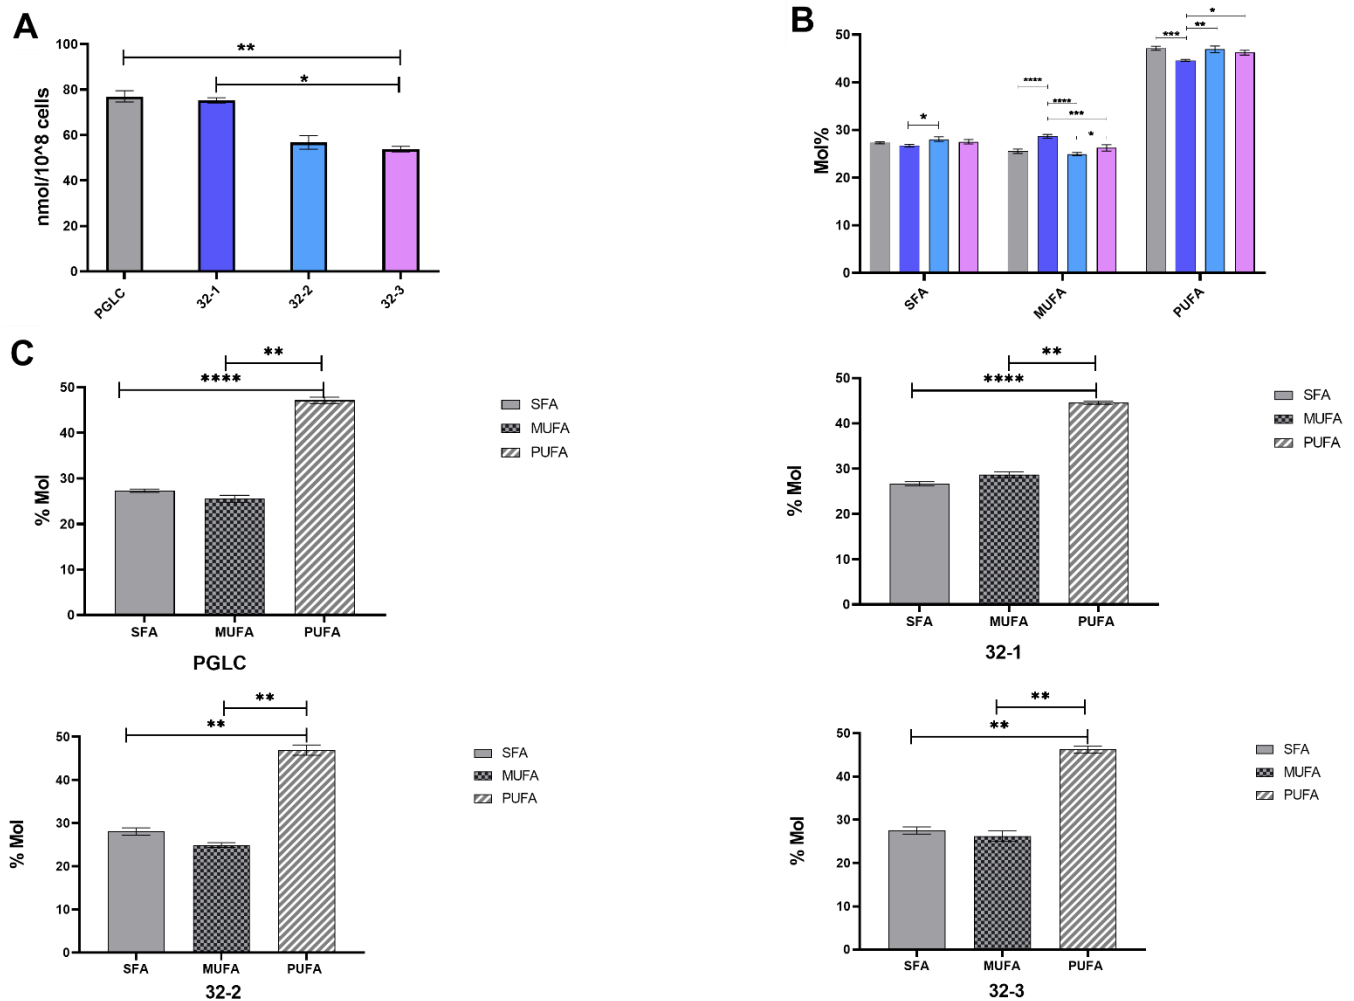 A
nmol/10^8 cells
100
80
60
40
20
0
**
*
PGLC
32-1
32-2
32-3
B
Mol%
50
40
30
20
10
0
*
****
****
***
*
***
**
*
SFA
MUFA
PUFA
C
% Mol
50
40
30
20
10
0
**
****
SFA
MUFA
PUFA
SFA
MUFA
PUFA
PGLC
% Mol
50
40
30
20
10
0
**
****
SFA
MUFA
PUFA
SFA
MUFA
PUFA
32-1
% Mol
50
40
30
20
10
0
**
**
SFA
MUFA
PUFA
SFA
MUFA
PUFA
32-2
% Mol
50
40
30
20
10
0
**
**
SFA
MUFA
PUFA
SFA
MUFA
PUFA
32-3